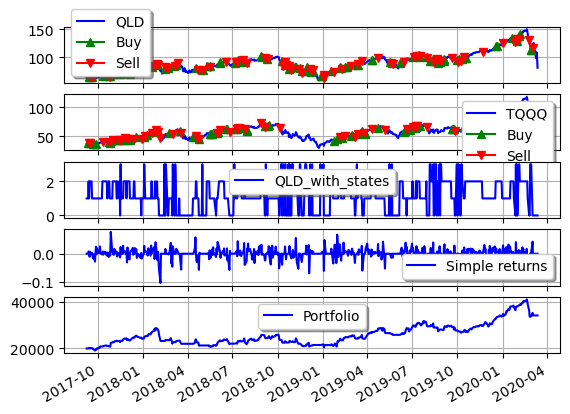 150
100
QLD
Buy
Sell
100
50
TQQQ
Buy
Sell
2
0
QLD_with_states
0.0
−0.1
Simple returns
40000
20000
Portfolio
2017-10 2018-01 2018-04 2018-07 2018-10 2019-01 2019-04 2019-07 2019-10 2020-01 2020-04